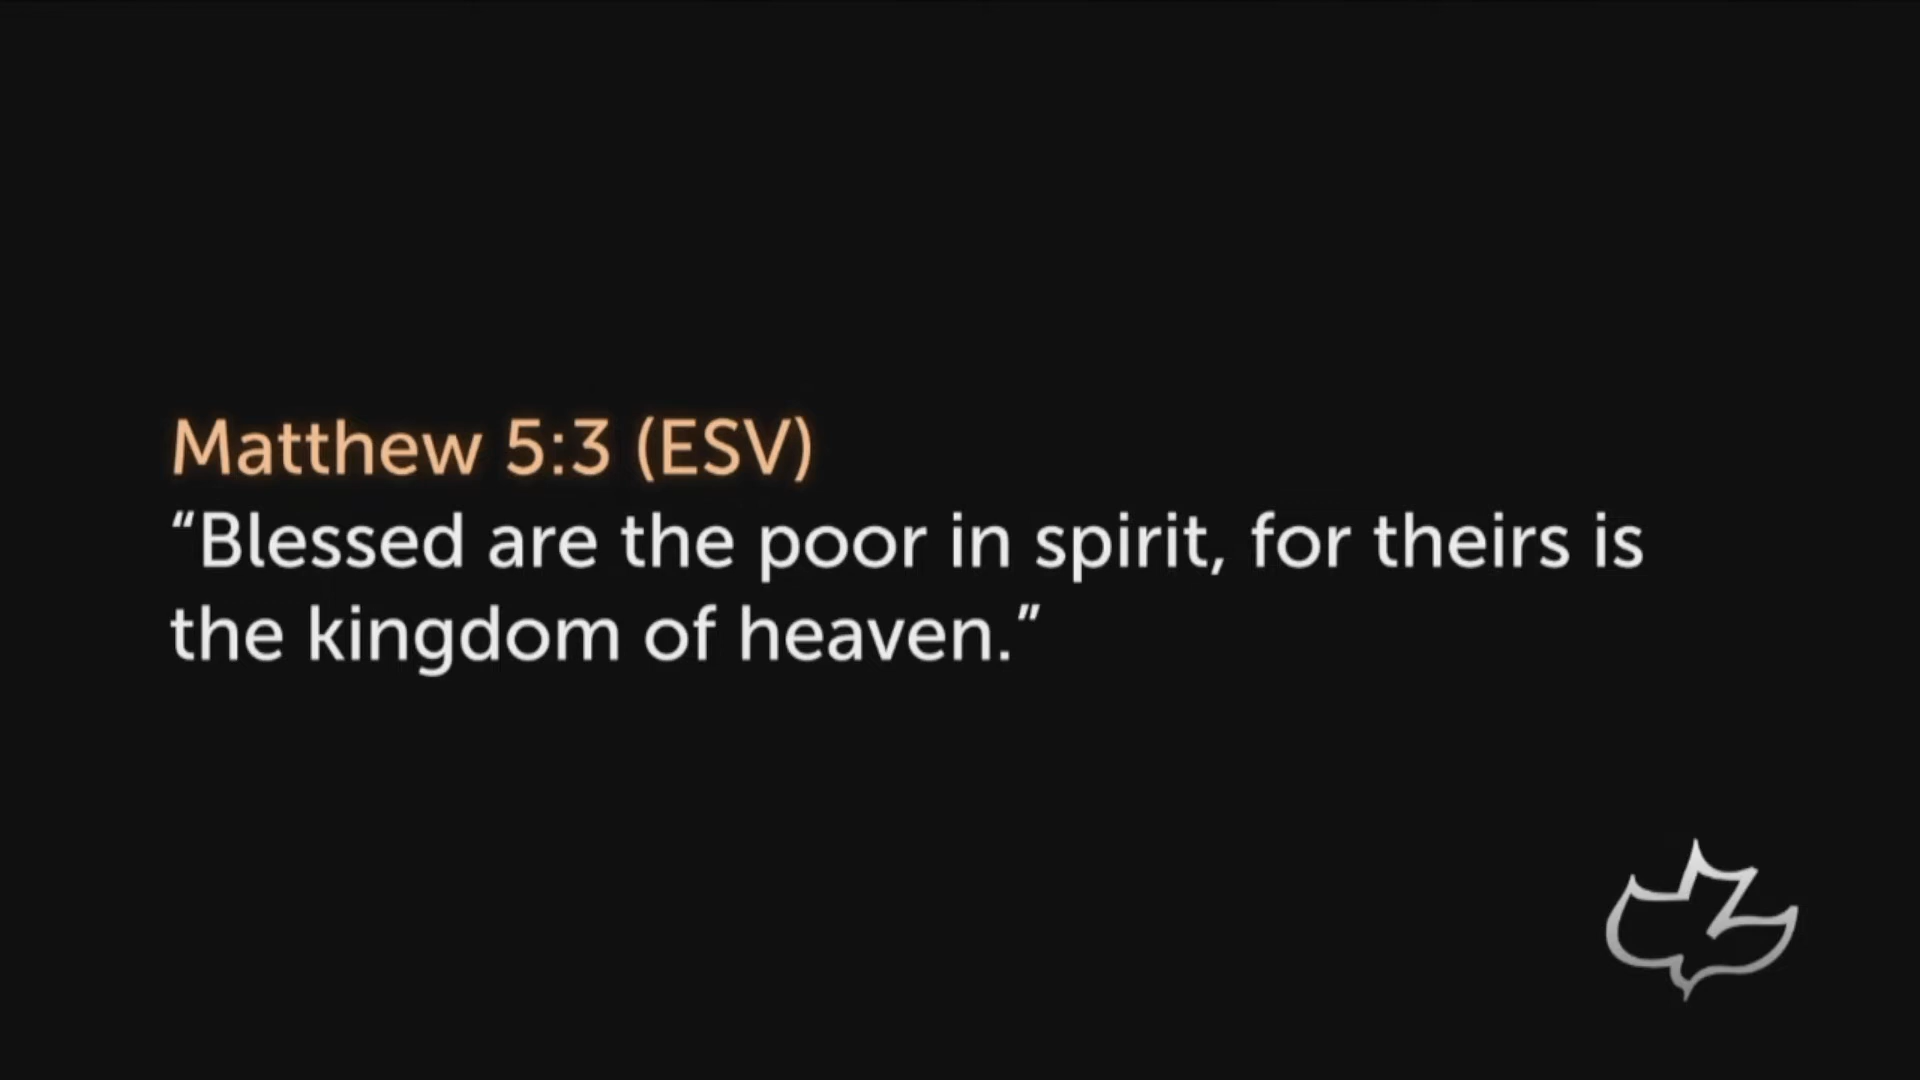 Matthew 5:3 (ESV)
“Blessed are the poor in spirit, for theirs is
the kingdom of heaven.”